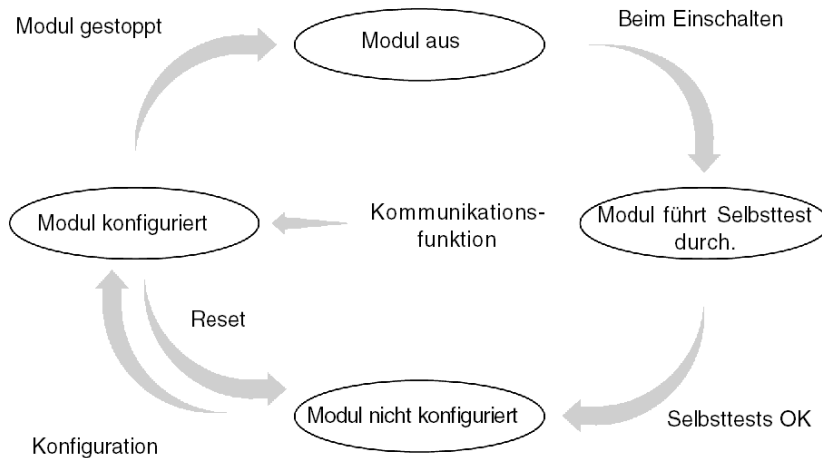 Modul gestoppt
Modul aus
Beim Einschalten
Modul konfiguriert
Kommunikations-
funktion
Modul führt Selbsttest
durch.
Reset
Modul nicht konfiguriert
Selbsttests OK
Konfiguration